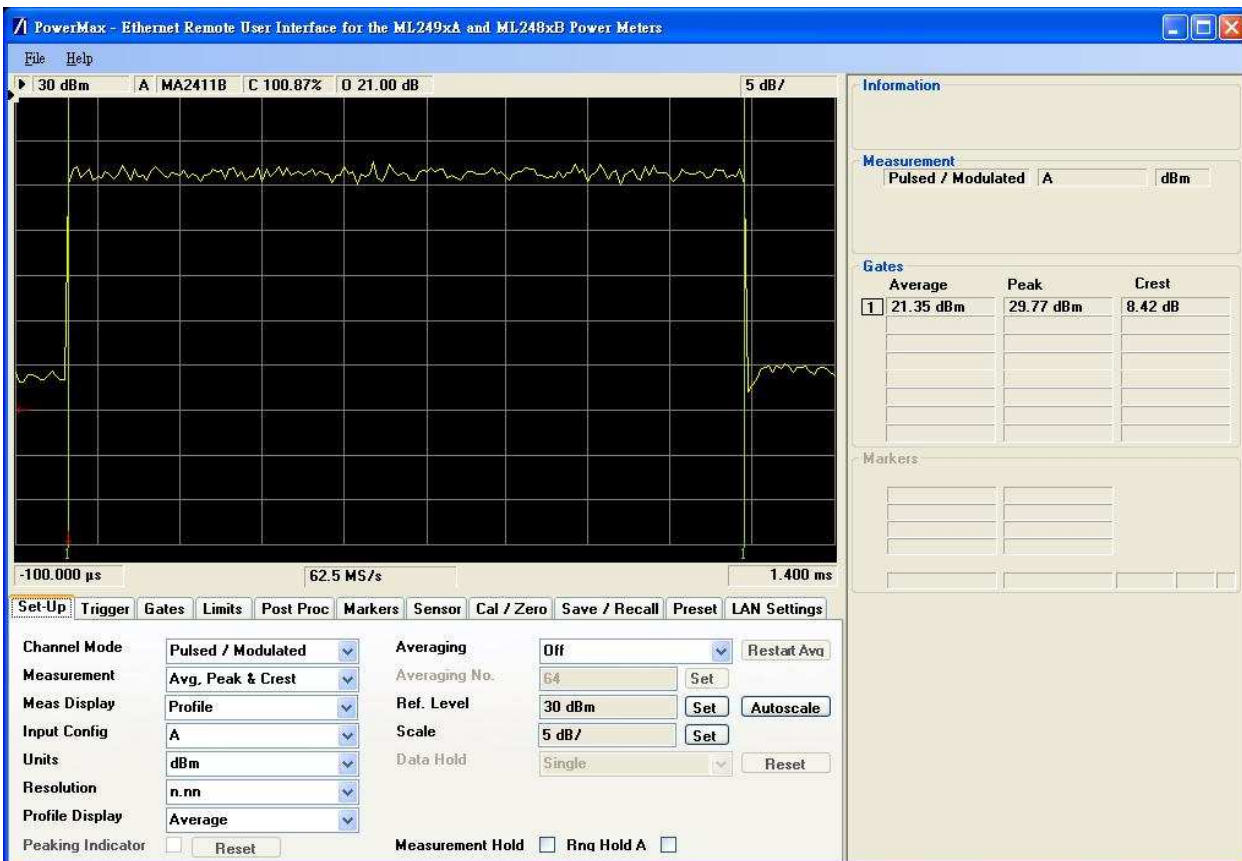 PowerMax - Ethernet Remote User Interface for the ML249xA and ML248xB Power Meters
File Help
30 dBm A MA2411B C 100.87% O 21.00 dB 5 dB/
1 1
-100.000 µs 62.5 MS/s 1.400 ms
Information
Measurement
Pulsed / Modulated A dBm
Gates
Average Peak Crest
1 21.35 dBm 29.77 dBm 8.42 dB
Markers
Set-Up Trigger Gates Limits Post Proc Markers Sensor Cal / Zero Save / Recall Preset LAN Settings
Channel Mode Pulsed / Modulated Averaging Off Restart Avg
Measurement Avg, Peak & Crest Averaging No. 64 Set
Meas Display Profile Ref. Level 30 dBm Set Autoscale
Input Config A Scale 5 dB/ Set
Units dBm Data Hold Single Reset
Resolution n.nn
Profile Display Average
Peaking Indicator Reset Measurement Hold Rng Hold A